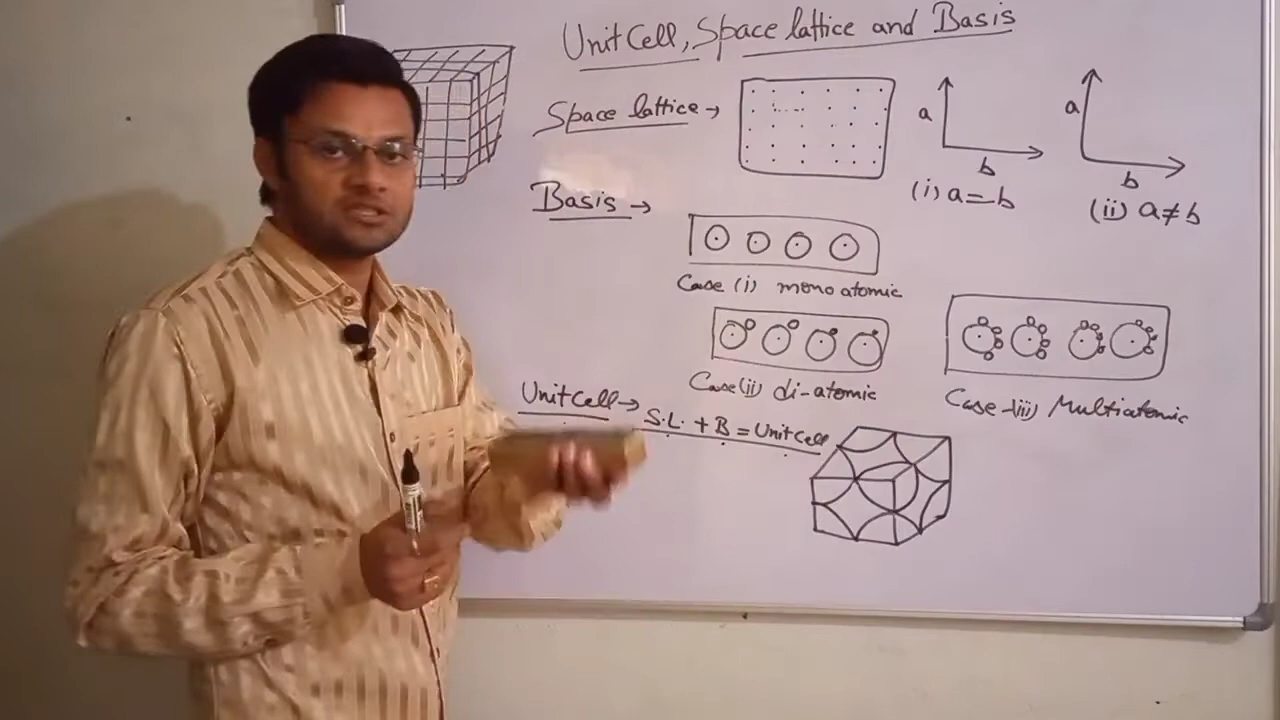 Unit Cell, Space lattice and Basis
Space lattice →
a
b
(i) a=b
a
b
(ii) a≠b
Basis →
Case (i) mono atomic
Case (ii) di-atomic
Case-(iii) Multiatomic
Unit cell →
S.L. + B = Unit cell